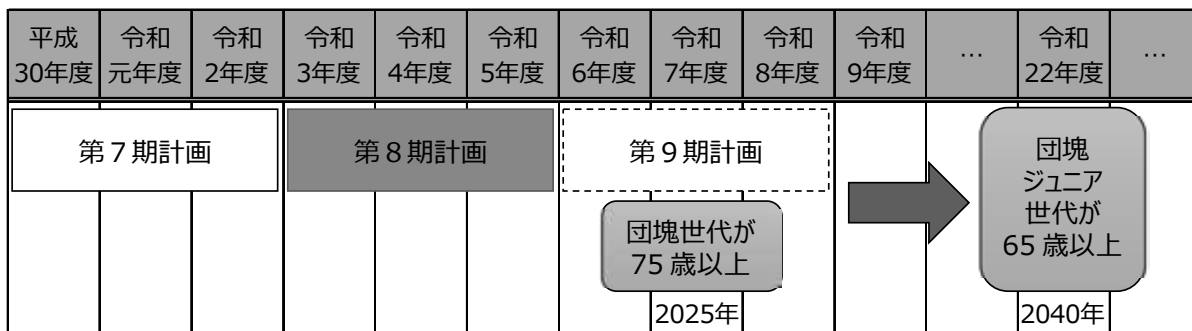 平成
30年度
令和
元年度
令和
2年度
令和
3年度
令和
4年度
令和
5年度
令和
6年度
令和
7年度
令和
8年度
令和
9年度
…
令和
22年度
…
第７期計画
第８期計画
第９期計画
団塊世代が
75 歳以上
2025年
団塊
ジュニア
世代が
65 歳以上
2040年